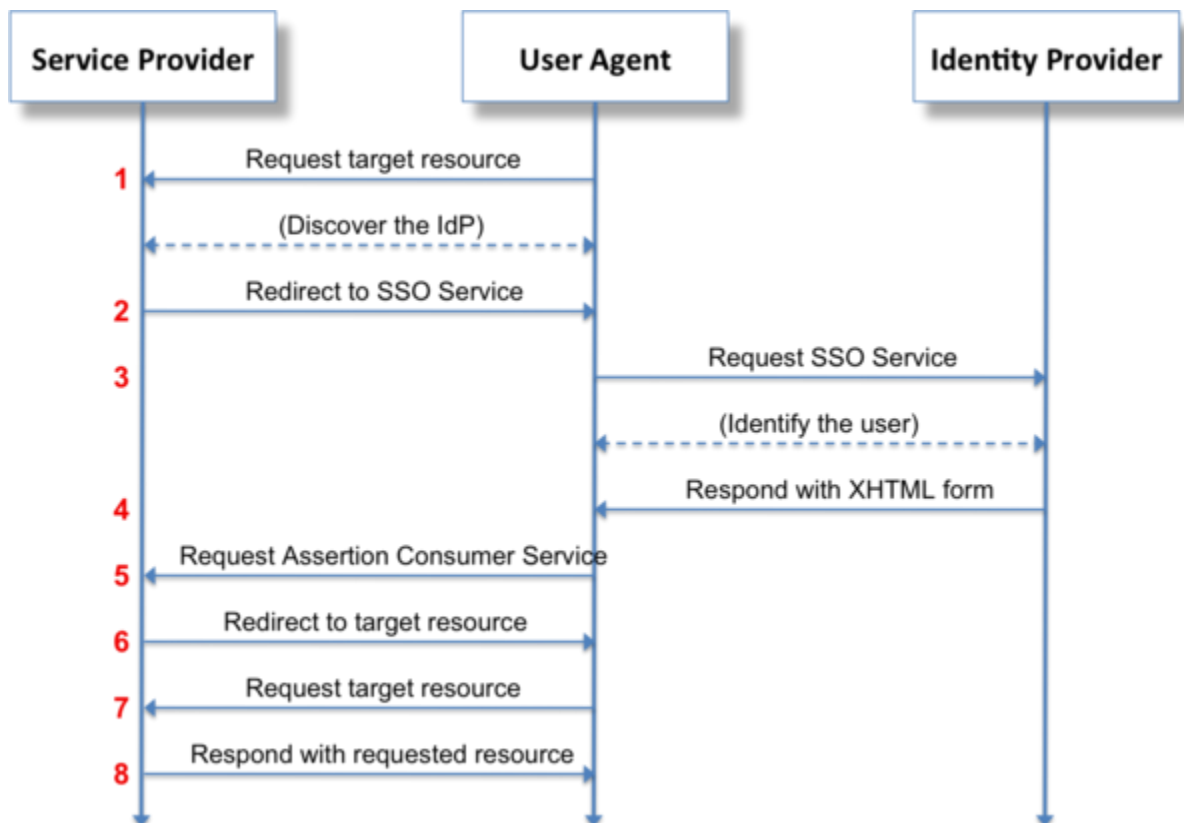 Service Provider
User Agent
Identity Provider
Request target resource
1
(Discover the IdP)
Redirect to SSO Service
2
Request SSO Service
3
(Identify the user)
Respond with XHTML form
4
Request Assertion Consumer Service
5
Redirect to target resource
6
Request target resource
7
Respond with requested resource
8